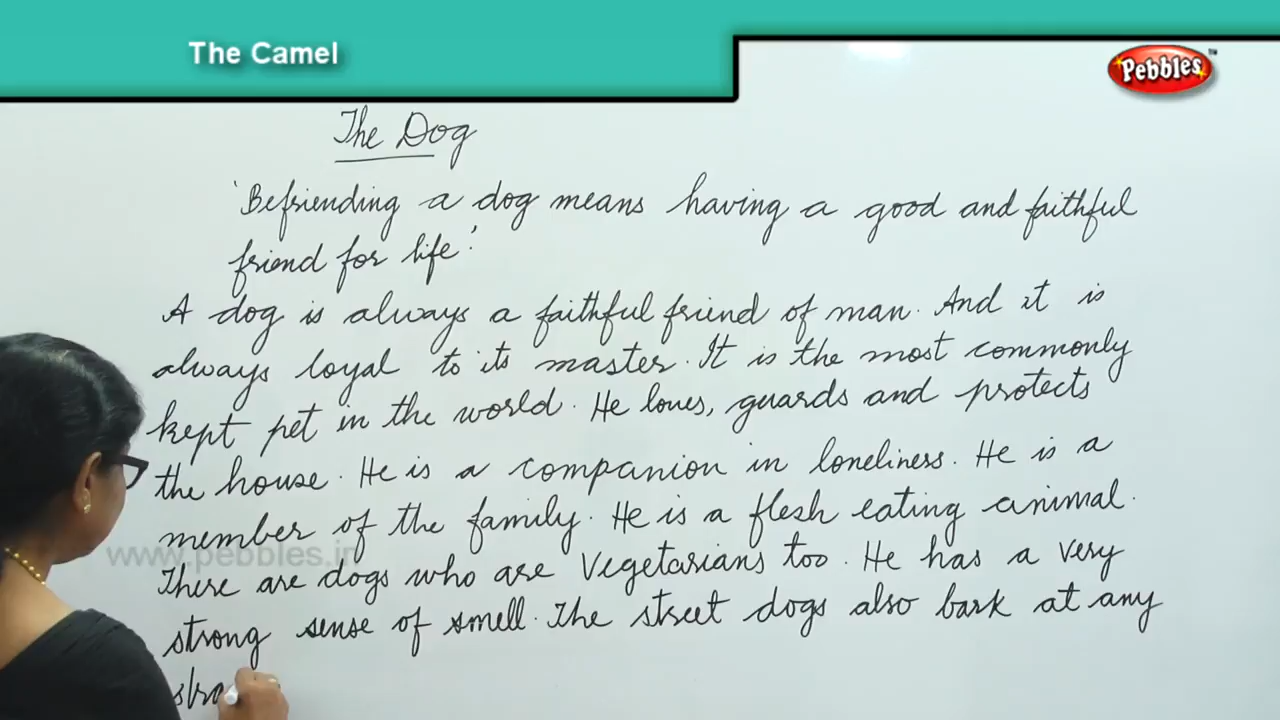 The Camel
Pebbles
TM
The Dog
'Befriending a dog means having a good and faithful
friend for life.'
A dog is always a faithful friend of man. And it is
always loyal to its master. It is the most commonly
kept pet in the world. He loves, guards and protects
the house. He is a companion in loneliness. He is a
member of the family. He is a flesh eating animal.
www.pebbles.in
There are dogs who are Vegetarians too. He has a very
strong sense of smell. The street dogs also bark at any
stra